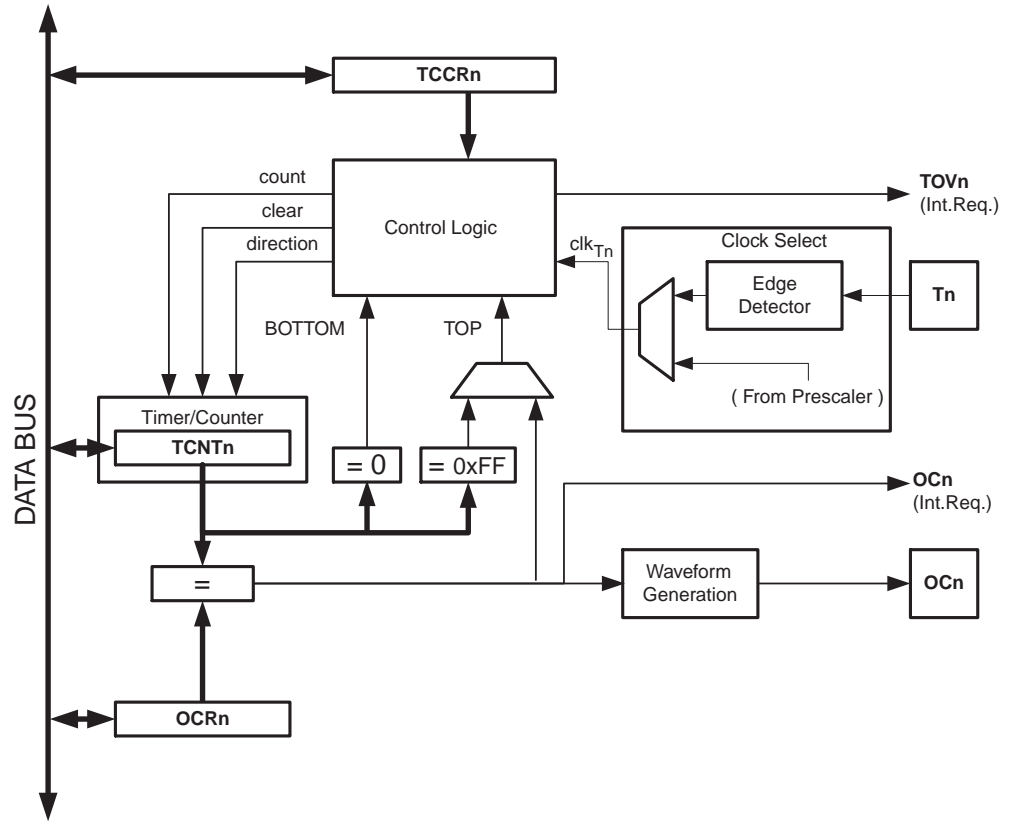 TCCRn
count
clear
direction
Control Logic
TOVn
(Int.Req.)
clkTn
Clock Select
Edge
Detector
Tn
BOTTOM
TOP
( From Prescaler )
Timer/Counter
TCNTn
DATA BUS
= 0
= 0xFF
OCn
(Int.Req.)
=
Waveform
Generation
OCn
OCRn